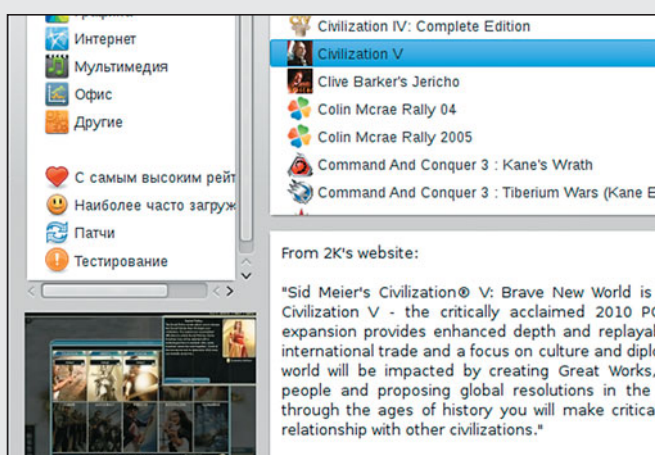 Графика
Интернет
Мультимедия
Офис
Другие
С самым высоким рейт
Наиболее часто загруж
Патчи
Тестирование
Civilization IV: Complete Edition
Civilization V
Clive Barker's Jericho
Colin Mcrae Rally 04
Colin Mcrae Rally 2005
Command And Conquer 3 : Kane's Wrath
Command And Conquer 3 : Tiberium Wars (Kane E
From 2K's website:
"Sid Meier's Civilization® V: Brave New World is
Civilization V - the critically acclaimed 2010 PC
expansion provides enhanced depth and replayal
international trade and a focus on culture and diplo
world will be impacted by creating Great Works,
people and proposing global resolutions in the
through the ages of history you will make critica
relationship with other civilizations."